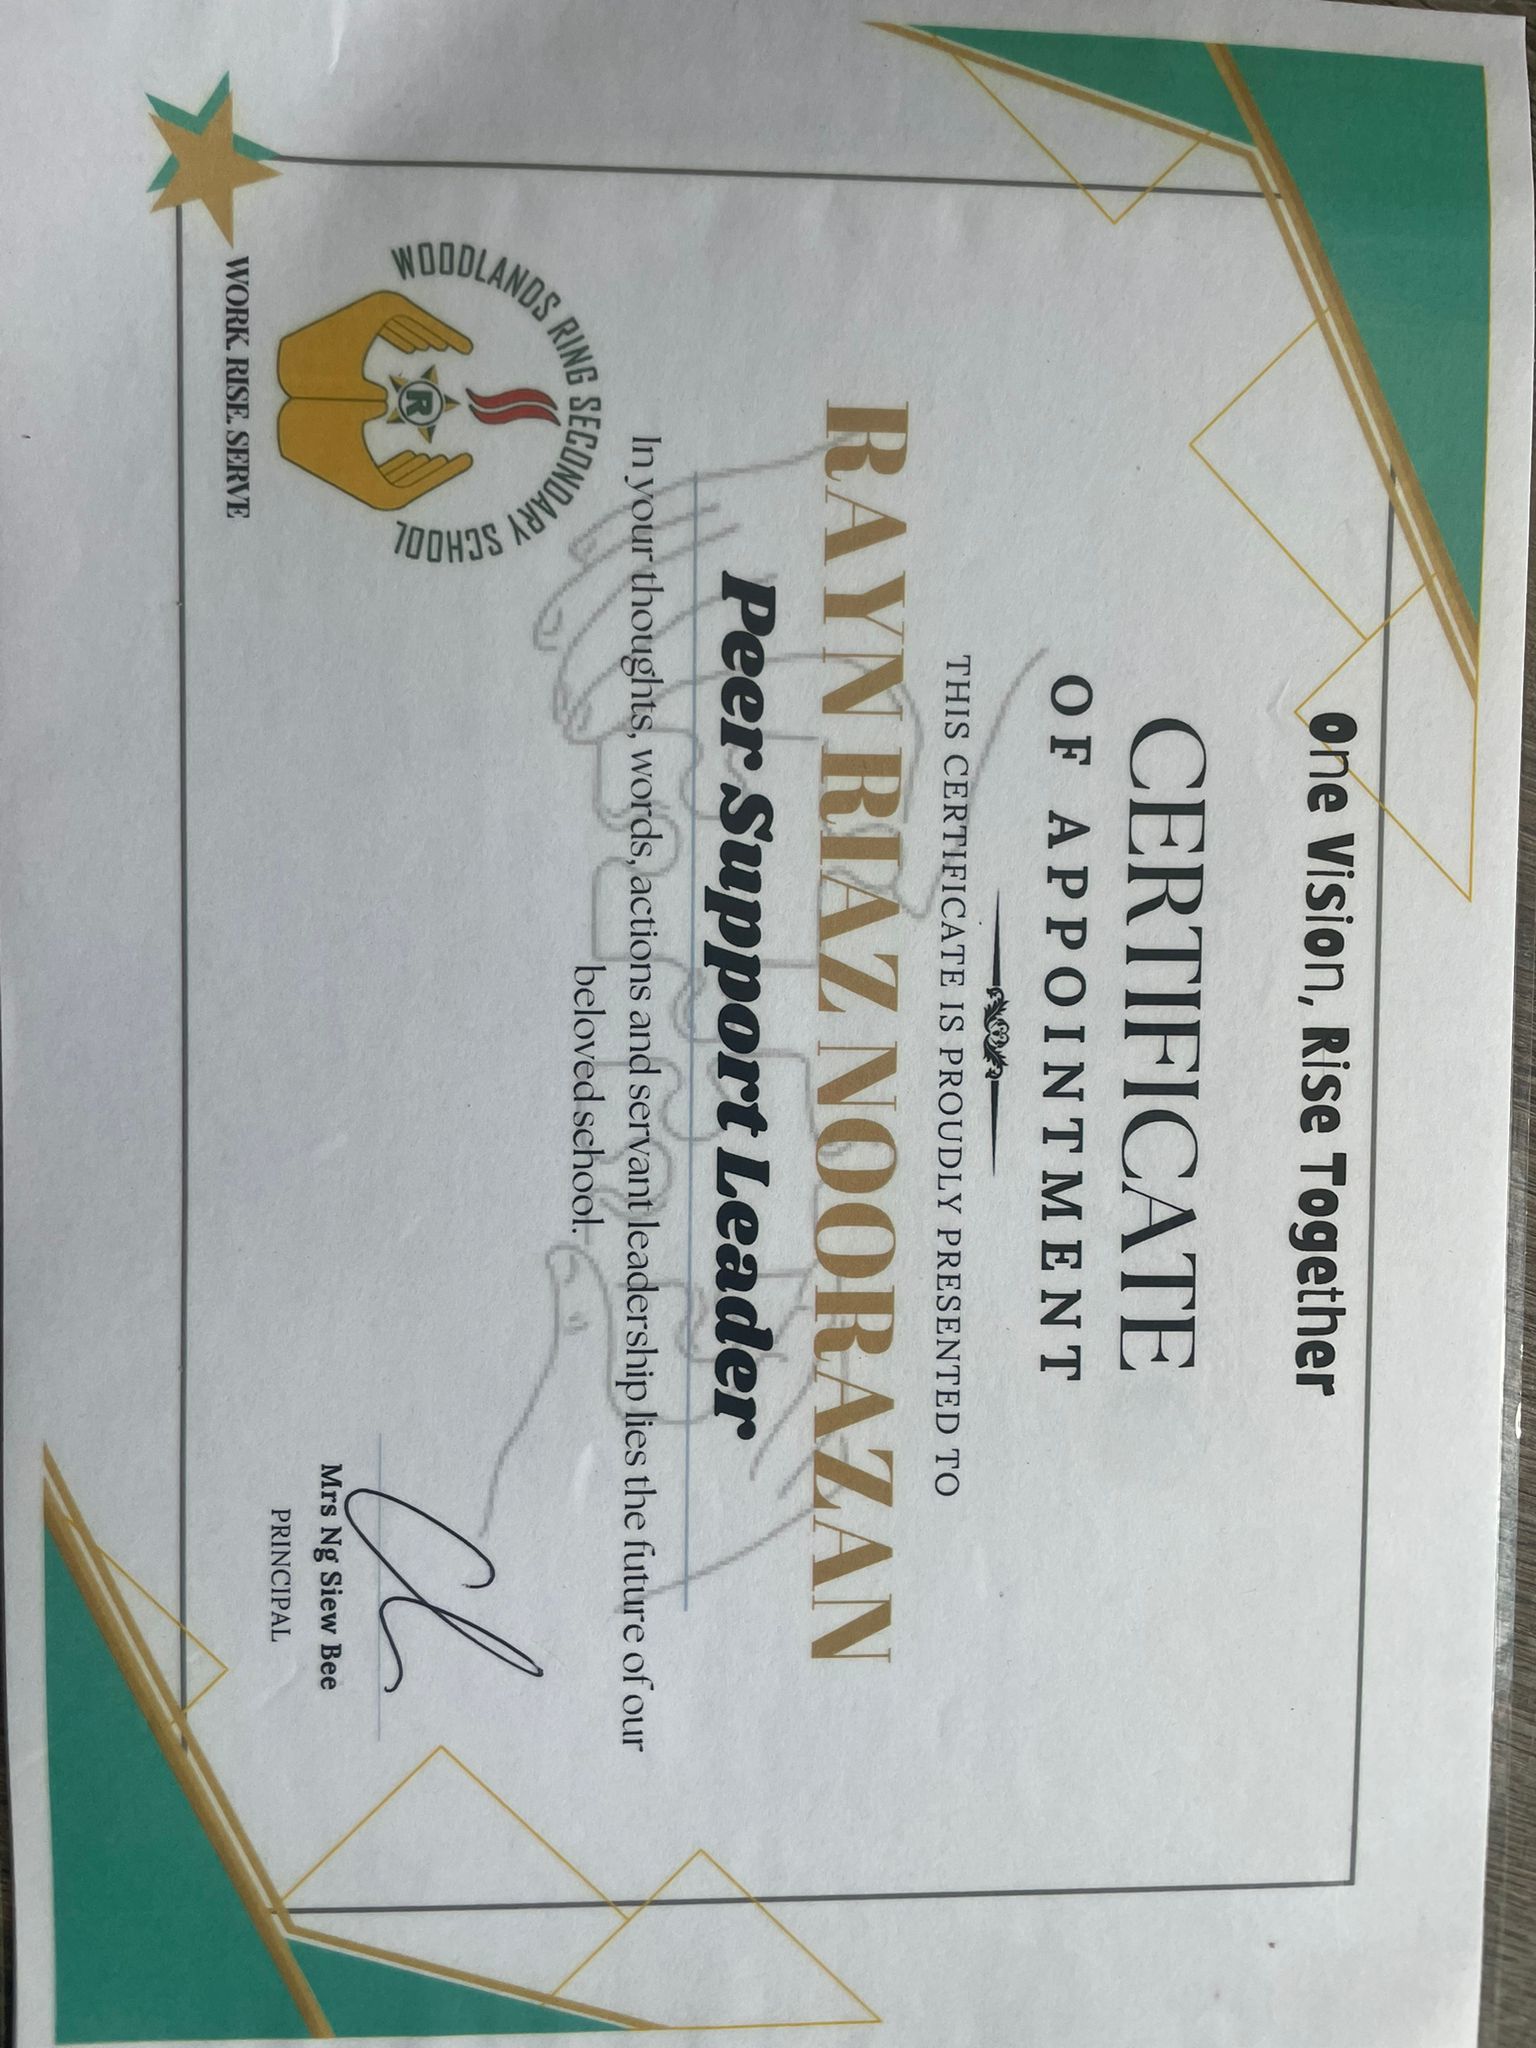 One Vision, Rise Together
CERTIFICATE
OF APPOINTMENT
THIS CERTIFICATE IS PROUDLY PRESENTED TO
RAYN RIAZ NOORAZAN
Peer Support Leader
In your thoughts, words, actions and servant leadership lies the future of our
beloved school.
WOODLANDS RING SECONDARY SCHOOL
R
WORK. RISE. SERVE
Mrs Ng Siew Bee
PRINCIPAL